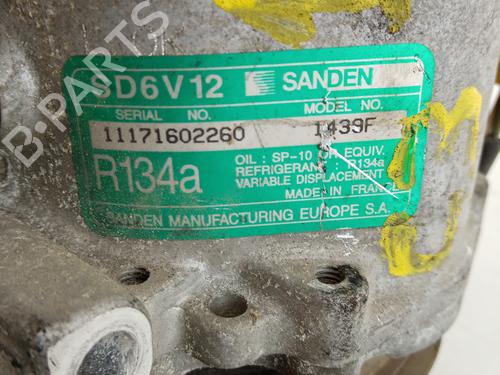 SD6V12 SANDEN
SERIAL NO. MODEL NO.
11171602260 1439F
R134a
OIL : SP-10 OR EQUIV.
REFRIGERANT : R134a
VARIABLE DISPLACEMENT
MADE IN FRANCE
SANDEN MANUFACTURING EUROPE S.A.